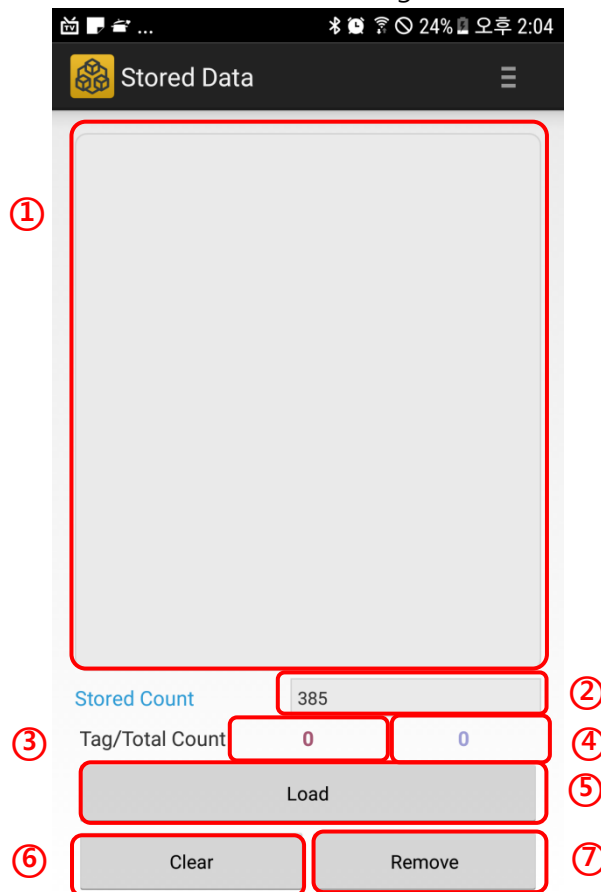 ... 24% 오후 2:04
Stored Data
①
Stored Count 385 ②
③ Tag/Total Count 0 0 ④
Load ⑤
⑥ Clear Remove ⑦